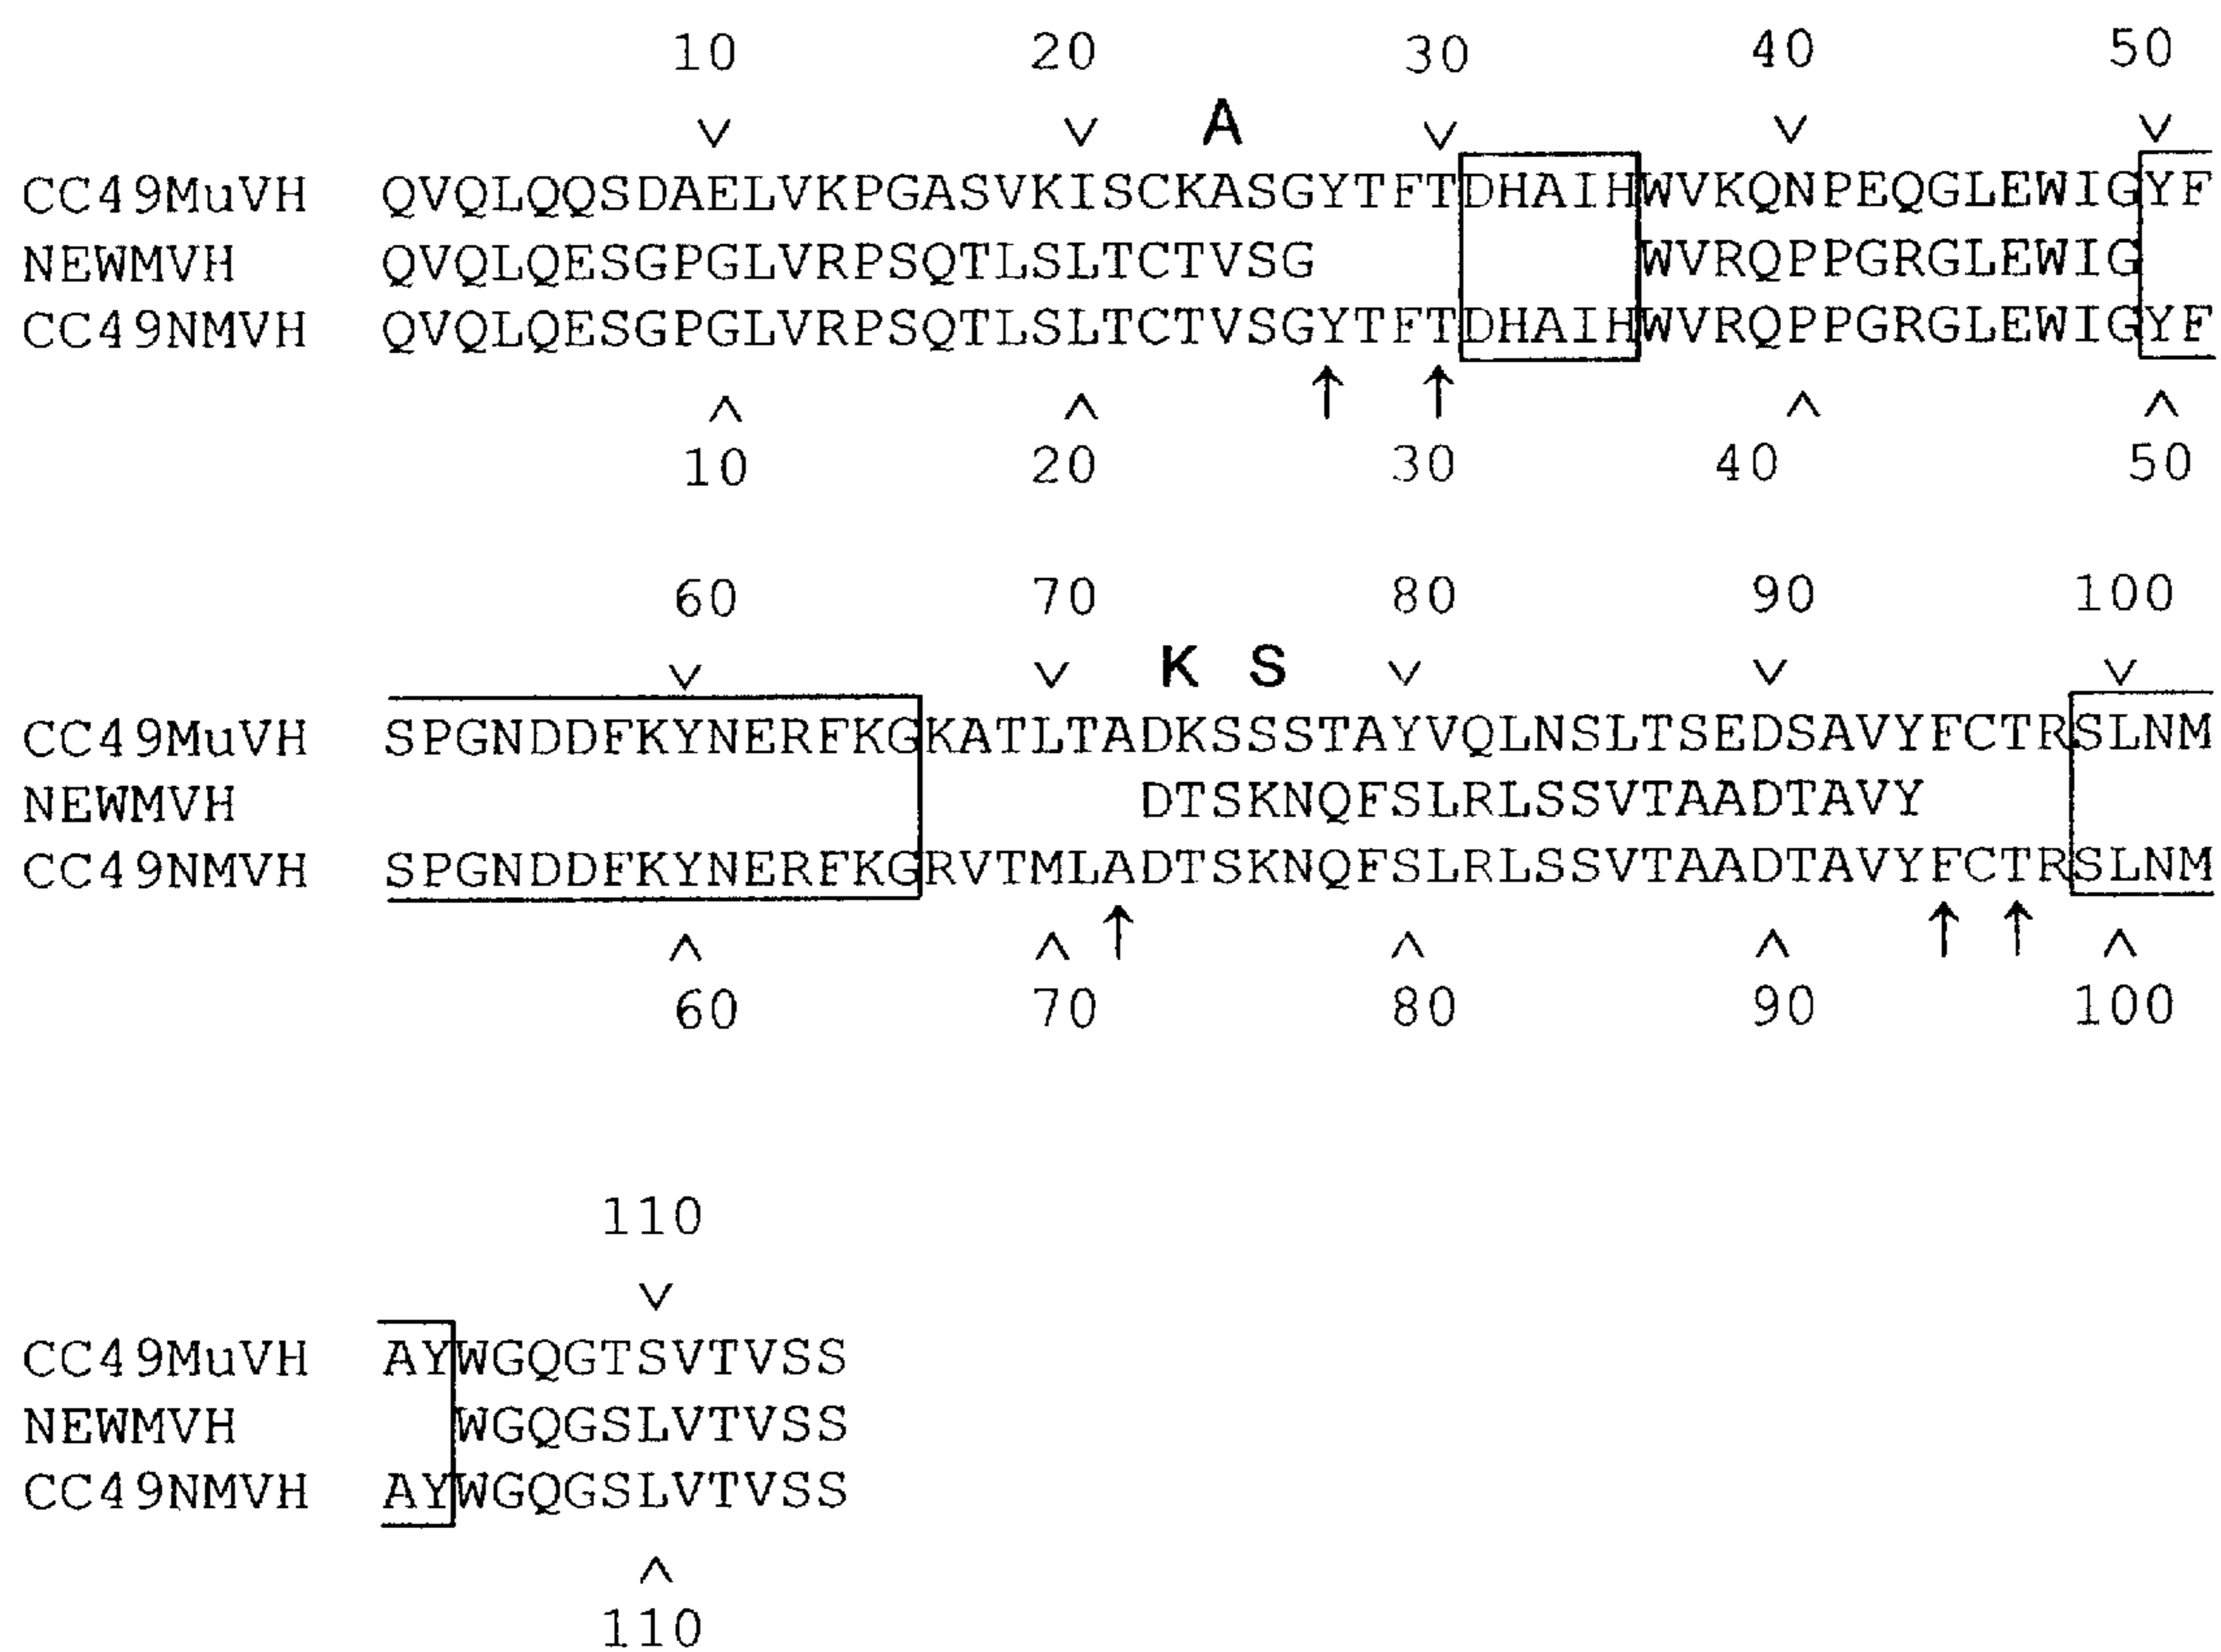 10 20 30 40 50
∨ ∨ A ∨ ∨ ∨
CC49MuVH QVQLQQSDAELVKPGASVKISCKASGYTFTDHAIHWVKQNPEQGLEWIGYF
NEWMVH QVQLQESGPGLVRPSQTLSLTCTVSG WVRQPPGRGLEWIG
CC49NMVH QVQLQESGPGLVRPSQTLSLTCTVSGYTFTDHAIHWVRQPPGRGLEWIGYF
∧ ∧ ↑ ↑ ∧ ∧
10 20 30 40 50
60 70 80 90 100
∨ ∨ K S ∨ ∨ ∨
CC49MuVH SPGNDDFKYNERFKGKATLTADKSSSTAYVQLNSLTSEDSAVYFCTRSLNM
NEWMVH DTSKNQFSLRLSSVTAADTAVY
CC49NMVH SPGNDDFKYNERFKGRVTMLADTSKNQFSLRLSSVTAADTAVYFCTRSLNM
∧ ∧ ↑ ∧ ∧ ↑ ↑ ∧
60 70 80 90 100
110
∨
CC49MuVH AYWGQGTSVTVSS
NEWMVH WGQGSLVTVSS
CC49NMVH AYWGQGSLVTVSS
∧
110